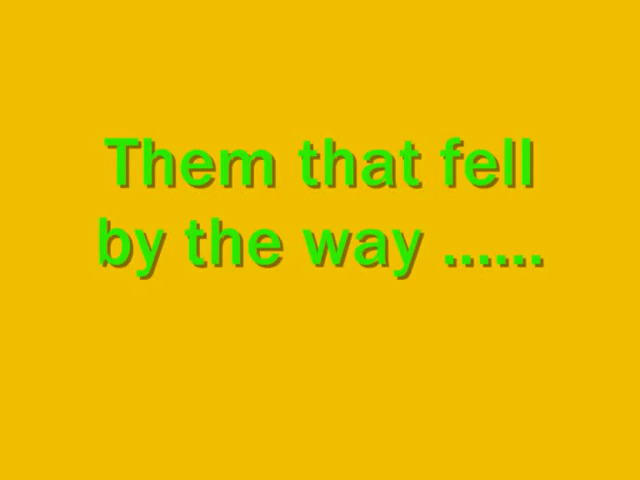 Them that fell
by the way ......